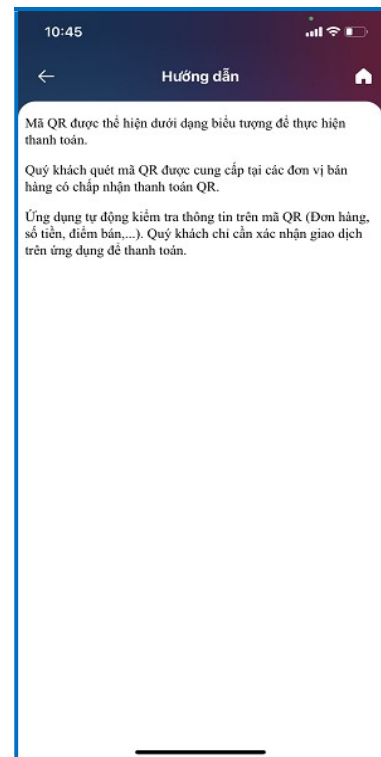 10:45
Hướng dẫn
Mã QR được thể hiện dưới dạng biểu tượng để thực hiện
thanh toán.
Quý khách quét mã QR được cung cấp tại các đơn vị bán
hàng có chấp nhận thanh toán QR.
Ứng dụng tự động kiểm tra thông tin trên mã QR (Đơn hàng,
số tiền, điểm bán,...). Quý khách chỉ cần xác nhận giao dịch
trên ứng dụng để thanh toán.